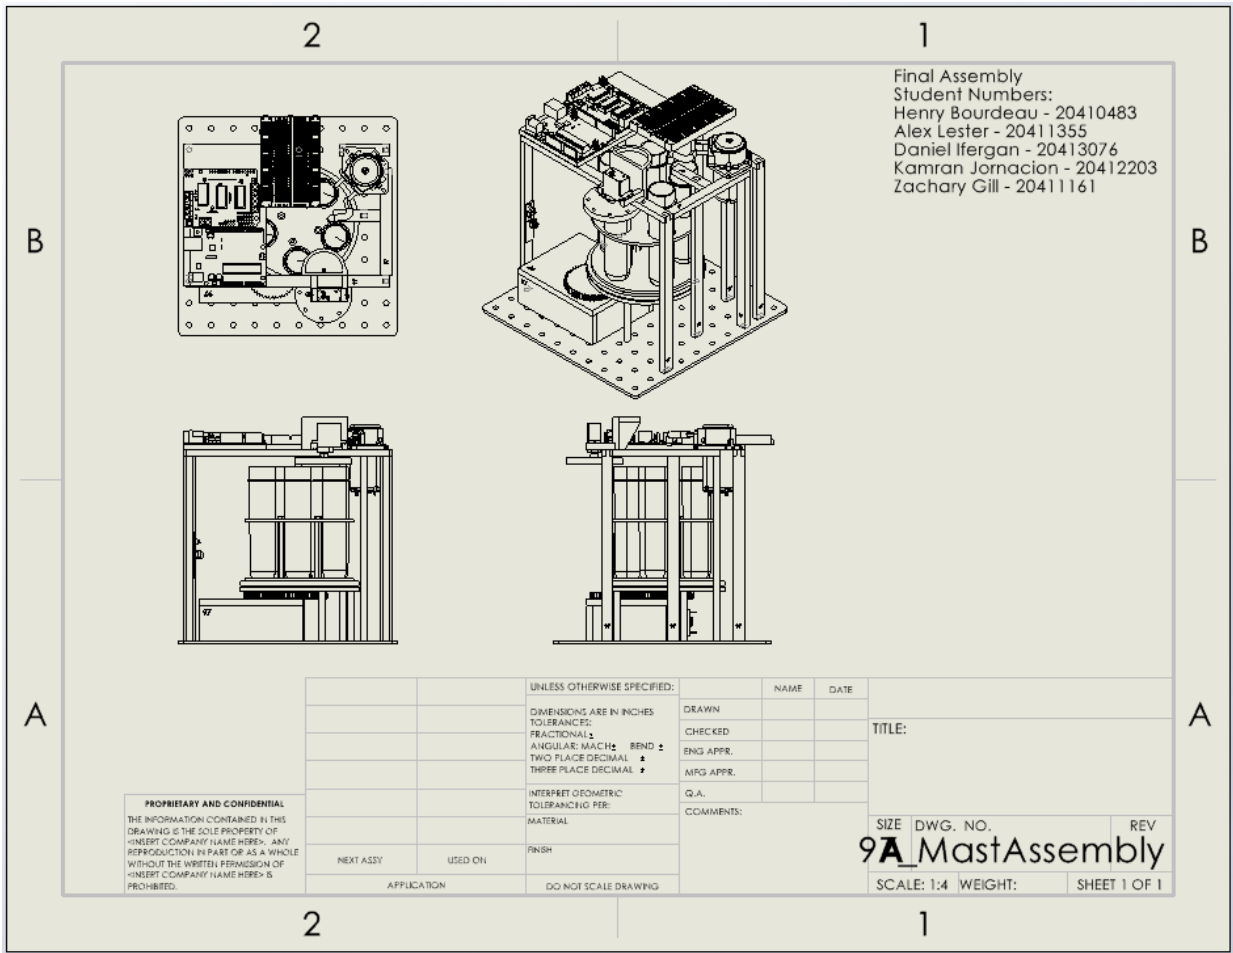 2
1
Final Assembly
Student Numbers:
Henry Bourdeau - 20410483
Alex Lester - 20411355
Daniel Ifergan - 20413076
Kamran Jornacion - 20412203
Zachary Gill - 20411161
B
B
A
A
UNLESS OTHERWISE SPECIFIED:
DIMENSIONS ARE IN INCHES
TOLERANCES:
FRACTIONAL ±
ANGULAR: MACH± BEND ±
TWO PLACE DECIMAL ±
THREE PLACE DECIMAL ±
INTERPRET GEOMETRIC
TOLERANCING PER:
MATERIAL
FINISH
DO NOT SCALE DRAWING
NAME DATE
DRAWN
CHECKED
ENG APPR.
MFG APPR.
Q.A.
COMMENTS:
TITLE:
SIZE DWG. NO. REV
9A_MastAssembly
SCALE: 1:4 WEIGHT: SHEET 1 OF 1
PROPRIETARY AND CONFIDENTIAL
THE INFORMATION CONTAINED IN THIS
DRAWING IS THE SOLE PROPERTY OF
<INSERT COMPANY NAME HERE>. ANY
REPRODUCTION IN PART OR AS A WHOLE
WITHOUT THE WRITTEN PERMISSION OF
<INSERT COMPANY NAME HERE> IS
PROHIBITED.
NEXT ASSY USED ON
APPLICATION
2
1